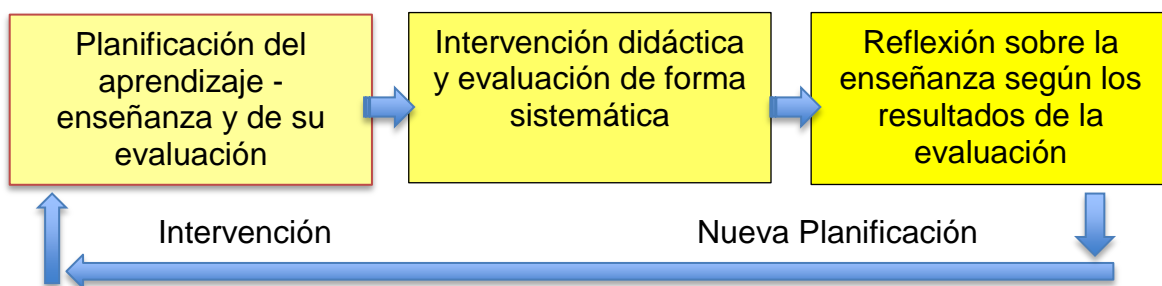 Planificación del
aprendizaje -
enseñanza y de su
evaluación
Intervención didáctica
y evaluación de forma
sistemática
Reflexión sobre la
enseñanza según los
resultados de la
evaluación
Intervención
Nueva Planificación